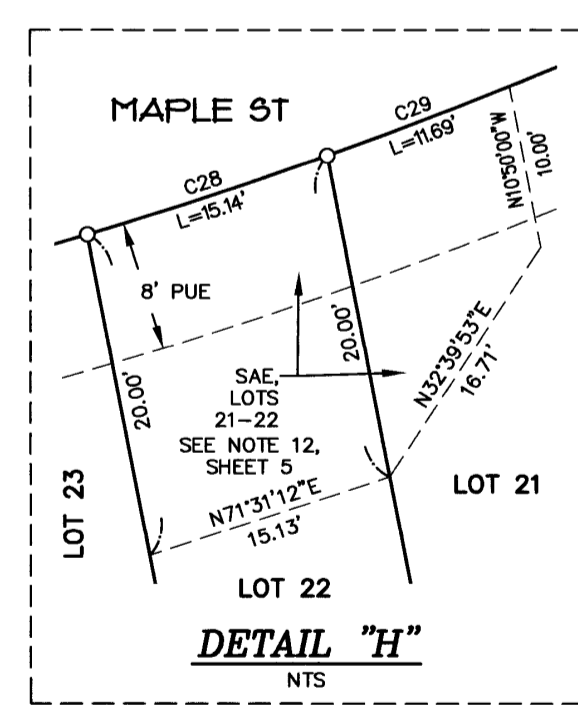 MAPLE ST
C28
L=15.14'
C29
L=11.69'
N10°50'00"W
10.00'
8' PUE
20.00'
20.00'
SAE,
LOTS
21-22
SEE NOTE 12,
SHEET 5
N32°39'53"E
16.71'
N71°31'12"E
15.13'
LOT 23
LOT 22
LOT 21
DETAIL "H"
NTS